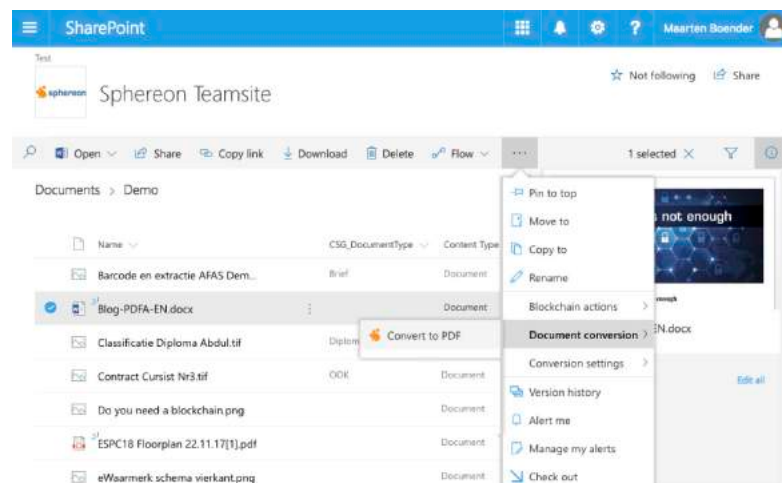 SharePoint
?
Maarten Boender
Test
Not following
Share
sphereon
Sphereon Teamsite
Open
Share
Copy link
Download
Delete
Flow
...
1 selected
Documents > Demo
Pin to top
Move to
Copy to
Rename
Blockchain actions
Document conversion
Conversion settings
Version history
Alert me
Manage my alerts
Check out
Convert to PDF
s not enough
EN.docx
Edit all
Name
CSG_DocumentType
Content Type
Barcode en extractie AFAS Dem...
Brief
Document
Blog-PDFA-EN.docx
Document
Classificatie Diploma Abdul.tif
Diplom
Contract Cursist Nr3.tif
OOK
Document
Do you need a blockchain.png
Document
ESPC18 Floorplan 22.11.17[1].pdf
Document
eWaarmerk schema vierkant.png
Document